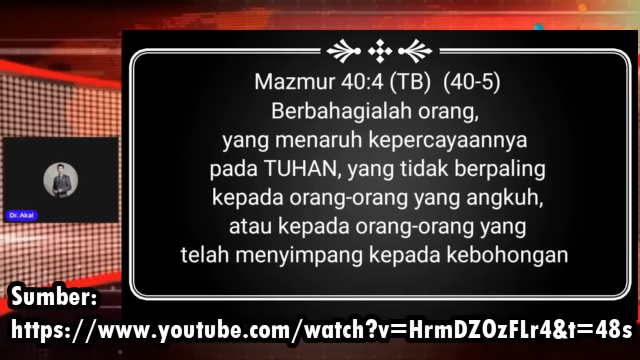 Mazmur 40:4 (TB)  (40-5)
Berbahagialah orang,
yang menaruh kepercayaannya
pada TUHAN, yang tidak berpaling
kepada orang-orang yang angkuh,
atau kepada orang-orang yang
telah menyimpang kepada kebohongan
Dr. Akal
Sumber:
https://www.youtube.com/watch?v=HrmDZOzFLr4&t=48s